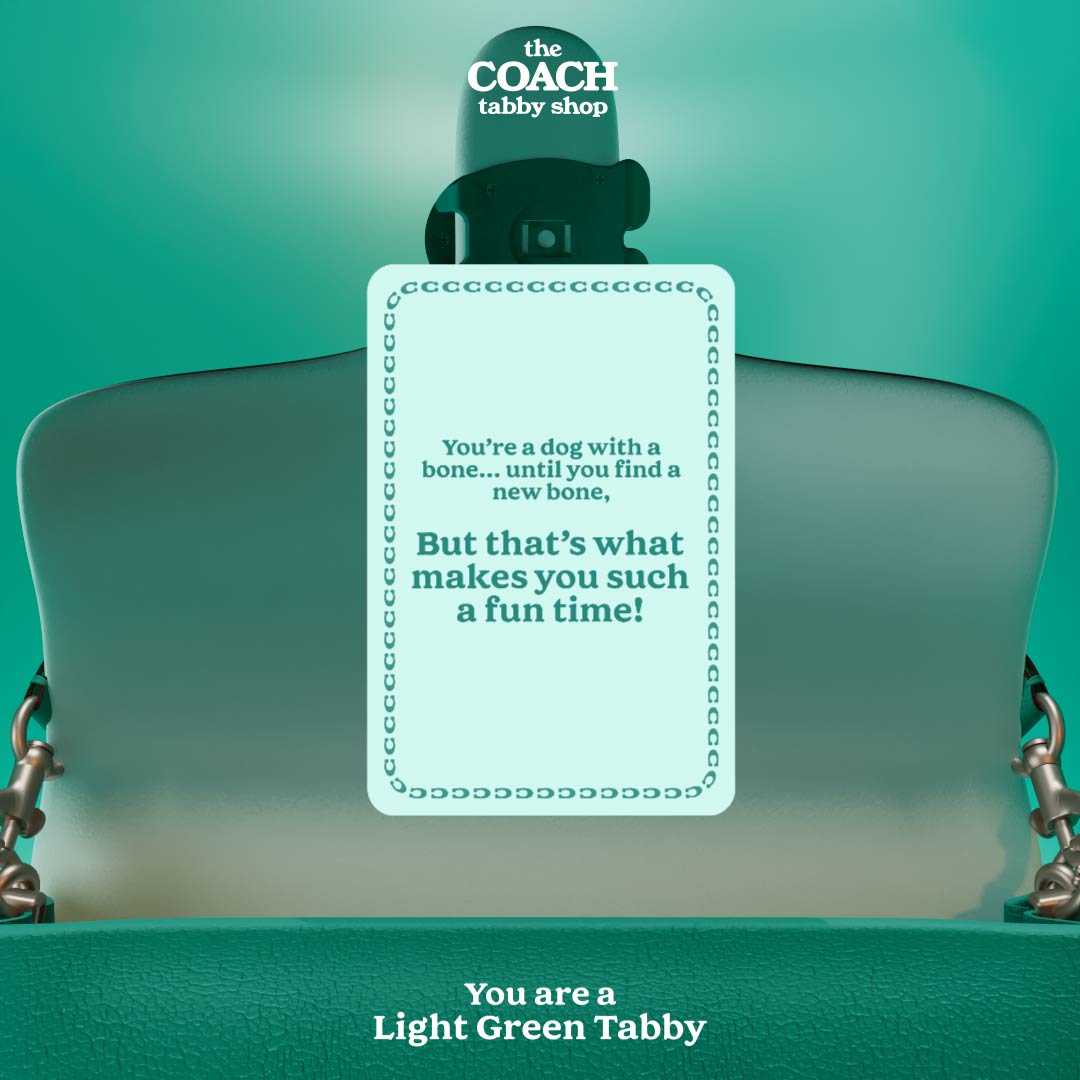 the
COACH
tabby shop
You're a dog with a
bone... until you find a
new bone,
But that's what
makes you such
a fun time!
You are a
Light Green Tabby